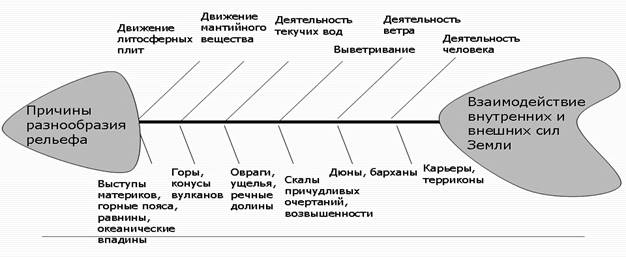 Движение
литосферных
плит
Движение
мантийного
вещества
Деятельность
текучих вод
Выветривание
Деятельность
ветра
Деятельность
человека
Причины
разнообразия
рельефа
Взаимодействие
внутренних и
внешних сил
Земли
Выступы
материков,
горные пояса,
равнины,
океанические
впадины
Горы,
конусы
вулканов
Овраги,
ущелья,
речные
долины
Скалы
причудливых
очертаний,
возвышенности
Дюны, барханы
Карьеры,
терриконы